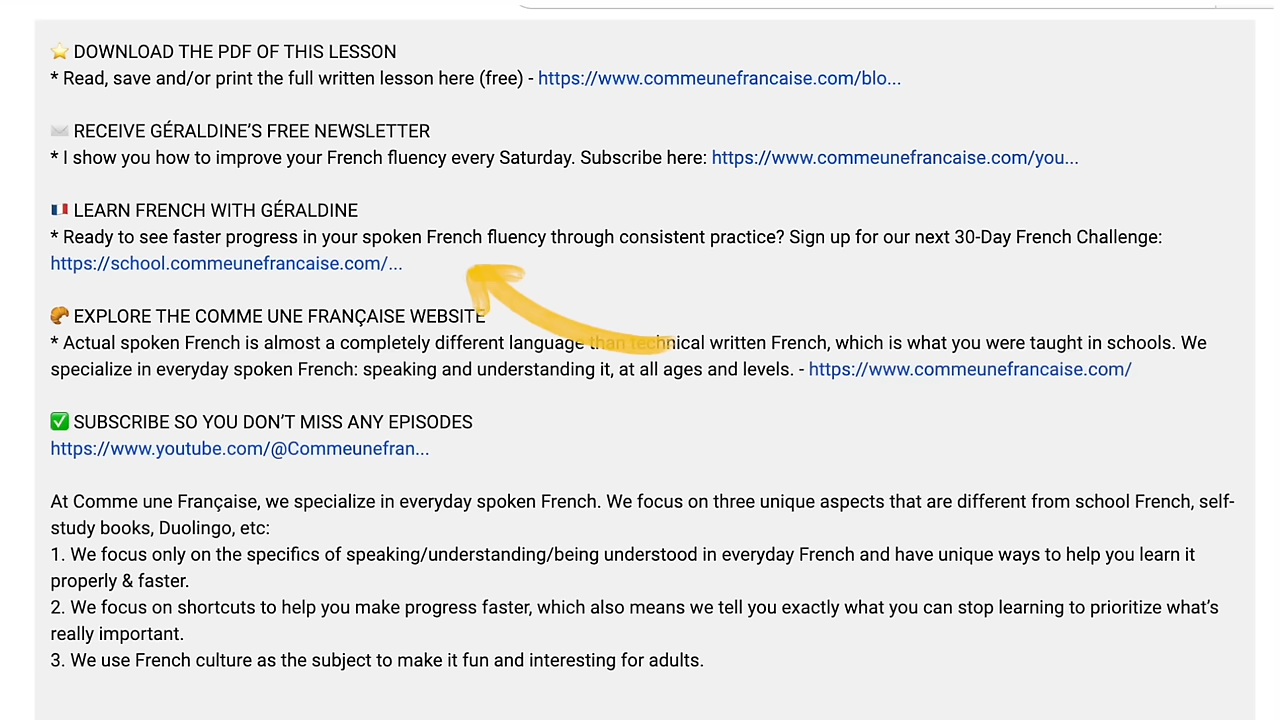 ⭐ DOWNLOAD THE PDF OF THIS LESSON
* Read, save and/or print the full written lesson here (free) - https://www.commeunefrancaise.com/blo...
✉️ RECEIVE GÉRALDINE’S FREE NEWSLETTER
* I show you how to improve your French fluency every Saturday. Subscribe here: https://www.commeunefrancaise.com/you...
🇫🇷 LEARN FRENCH WITH GÉRALDINE
* Ready to see faster progress in your spoken French fluency through consistent practice? Sign up for our next 30-Day French Challenge:
https://school.commeunefrancaise.com/...
🥐 EXPLORE THE COMME UNE FRANÇAISE WEBSITE
* Actual spoken French is almost a completely different language than technical written French, which is what you were taught in schools. We
specialize in everyday spoken French: speaking and understanding it, at all ages and levels. - https://www.commeunefrancaise.com/
✅ SUBSCRIBE SO YOU DON’T MISS ANY EPISODES
https://www.youtube.com/@Commeunefran...
At Comme une Française, we specialize in everyday spoken French. We focus on three unique aspects that are different from school French, self-
study books, Duolingo, etc:
1. We focus only on the specifics of speaking/understanding/being understood in everyday French and have unique ways to help you learn it
properly & faster.
2. We focus on shortcuts to help you make progress faster, which also means we tell you exactly what you can stop learning to prioritize what’s
really important.
3. We use French culture as the subject to make it fun and interesting for adults.